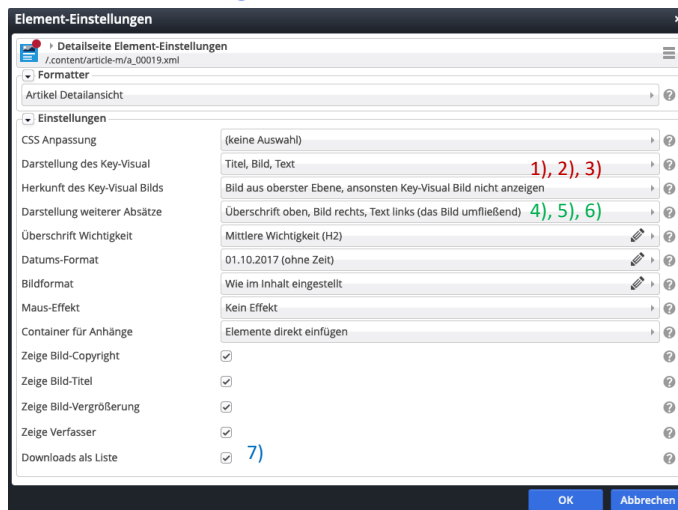 Element-Einstellungen
Detailseite Element-Einstellungen
/.content/article-m/a_00019.xml
Formatter
Artikel Detailansicht
Einstellungen
CSS Anpassung (keine Auswahl)
Darstellung des Key-Visual Titel, Bild, Text 1), 2), 3)
Herkunft des Key-Visual Bilds Bild aus oberster Ebene, ansonsten Key-Visual Bild nicht anzeigen
Darstellung weiterer Absätze Überschrift oben, Bild rechts, Text links (das Bild umfließend) 4), 5), 6)
Überschrift Wichtigkeit Mittlere Wichtigkeit (H2)
Datums-Format 01.10.2017 (ohne Zeit)
Bildformat Wie im Inhalt eingestellt
Maus-Effekt Kein Effekt
Container für Anhänge Elemente direkt einfügen
Zeige Bild-Copyright
Zeige Bild-Titel
Zeige Bild-Vergrößerung
Zeige Verfasser
Downloads als Liste 7)
OK Abbrechen